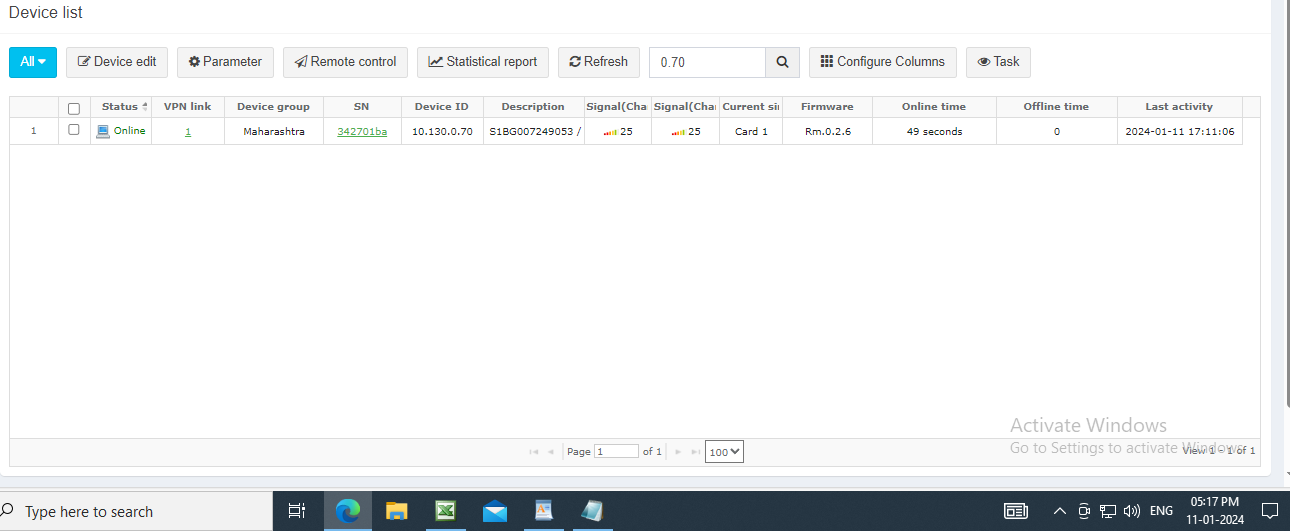 Device list
All Device edit Parameter Remote control Statistical report Refresh 0.70 Configure Columns Task
Status VPN link Device group SN Device ID Description Signal(Cha Signal(Cha Current si Firmware Online time Offline time Last activity
1 Online 1 Maharashtra 342701ba 10.130.0.70 S1BG007249053 / 25 25 Card 1 Rm.0.2.6 49 seconds 0 2024-01-11 17:11:06
Activate Windows
Go to Settings to activate Windows.
Page 1 of 1 100 View 1 - 1 of 1
Type here to search ENG 05:17 PM
11-01-2024